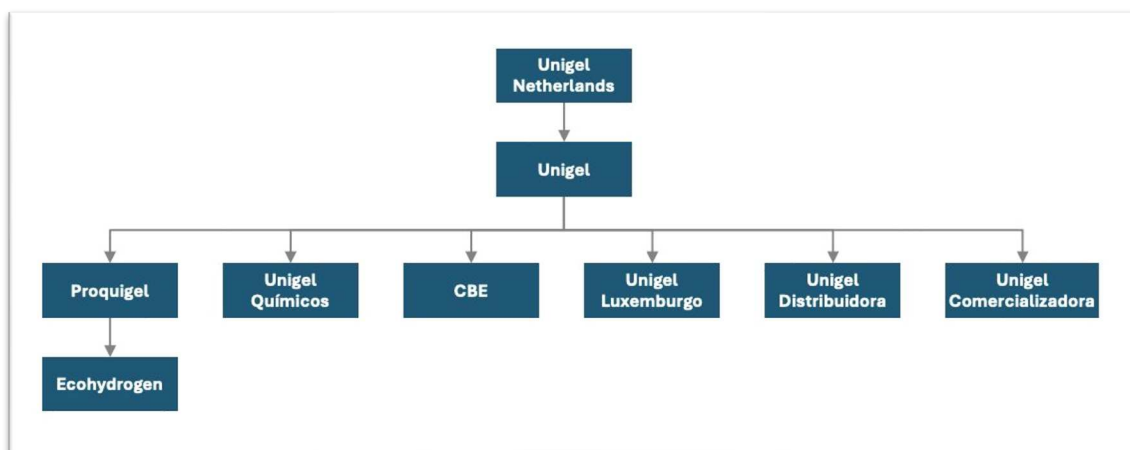 Unigel
Netherlands
Unigel
Proquigel
Unigel
Químicos
CBE
Unigel
Luxemburgo
Unigel
Distribuidora
Unigel
Comercializadora
Ecohydrogen